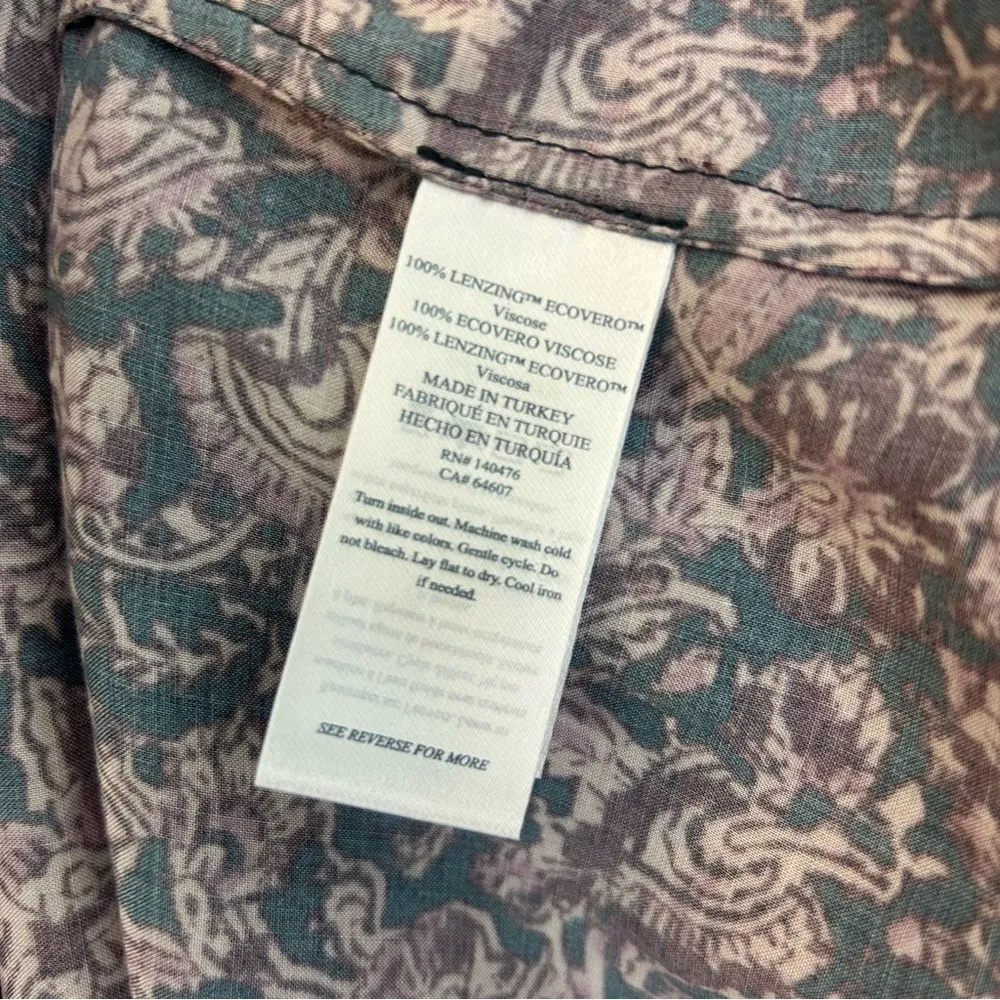 100% LENZING™ ECOVERO™
Viscose
100% ECOVERO VISCOSE
100% LENZING™ ECOVERO™
Viscosa
MADE IN TURKEY
FABRIQUÉ EN TURQUIE
HECHO EN TURQUÍA
RN# 140476
CA# 64607
Turn inside out. Machine wash cold
with like colors. Gentle cycle. Do
not bleach. Lay flat to dry. Cool iron
if needed.
SEE REVERSE FOR MORE